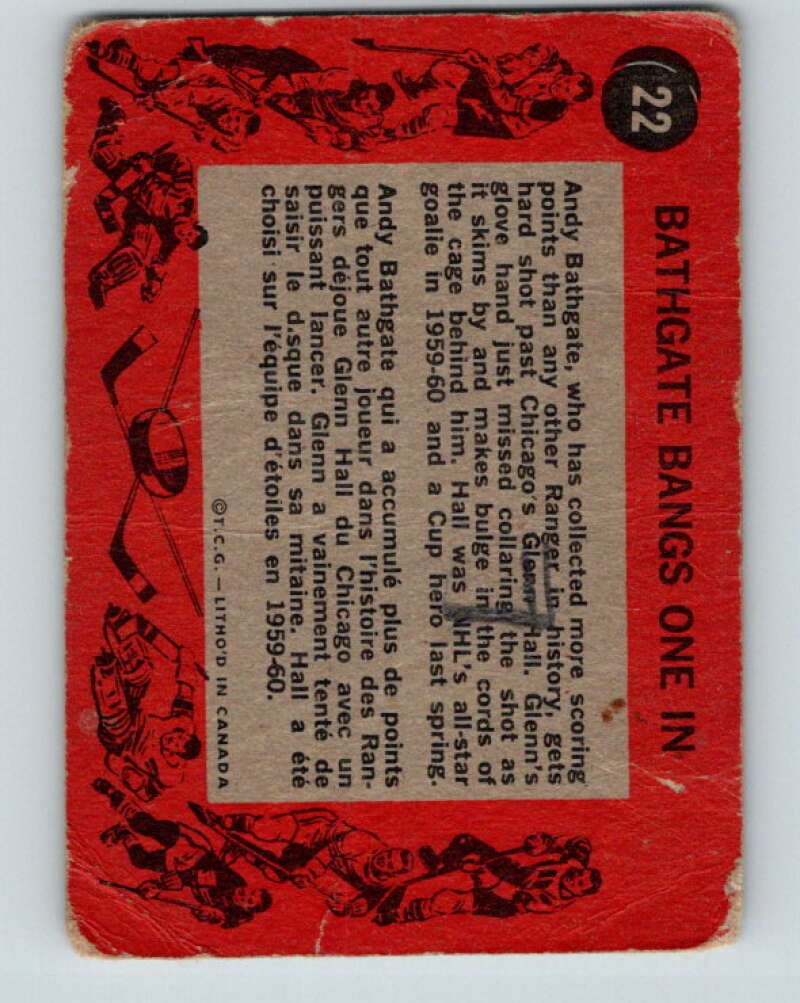 22
BATHGATE BANGS ONE IN
Andy Bathgate, who has collected more scoring
points than any other Ranger in history, gets
hard shot past Chicago's Glenn Hall. Glenn's
glove hand just missed collaring the shot as
it skims by and makes bulge in the cords of
the cage behind him. Hall was NHL's all-star
goalie in 1959-60 and a Cup hero last spring.
Andy Bathgate qui a accumulé plus de points
que tout autre joueur dans l'histoire des Ran-
gers déjoue Glenn Hall du Chicago avec un
puissant lancer. Glenn a vainement tenté de
saisir le d.sque dans sa mitaine. Hall a été
choisi sur l'équipe d'étoiles en 1959-60.
©T.C.G. — LITHO'D IN CANADA